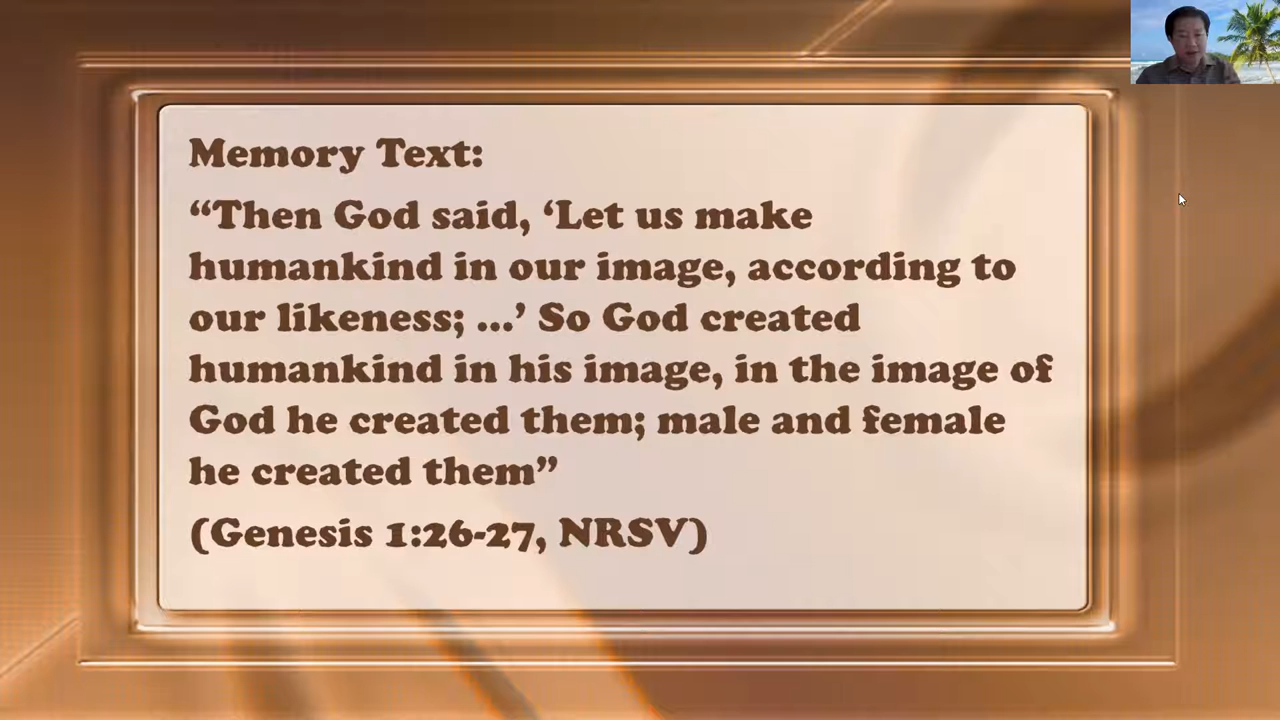 Memory Text:
“Then God said, ‘Let us make
humankind in our image, according to
our likeness; ...’ So God created
humankind in his image, in the image of
God he created them; male and female
he created them”
(Genesis 1:26-27, NRSV)